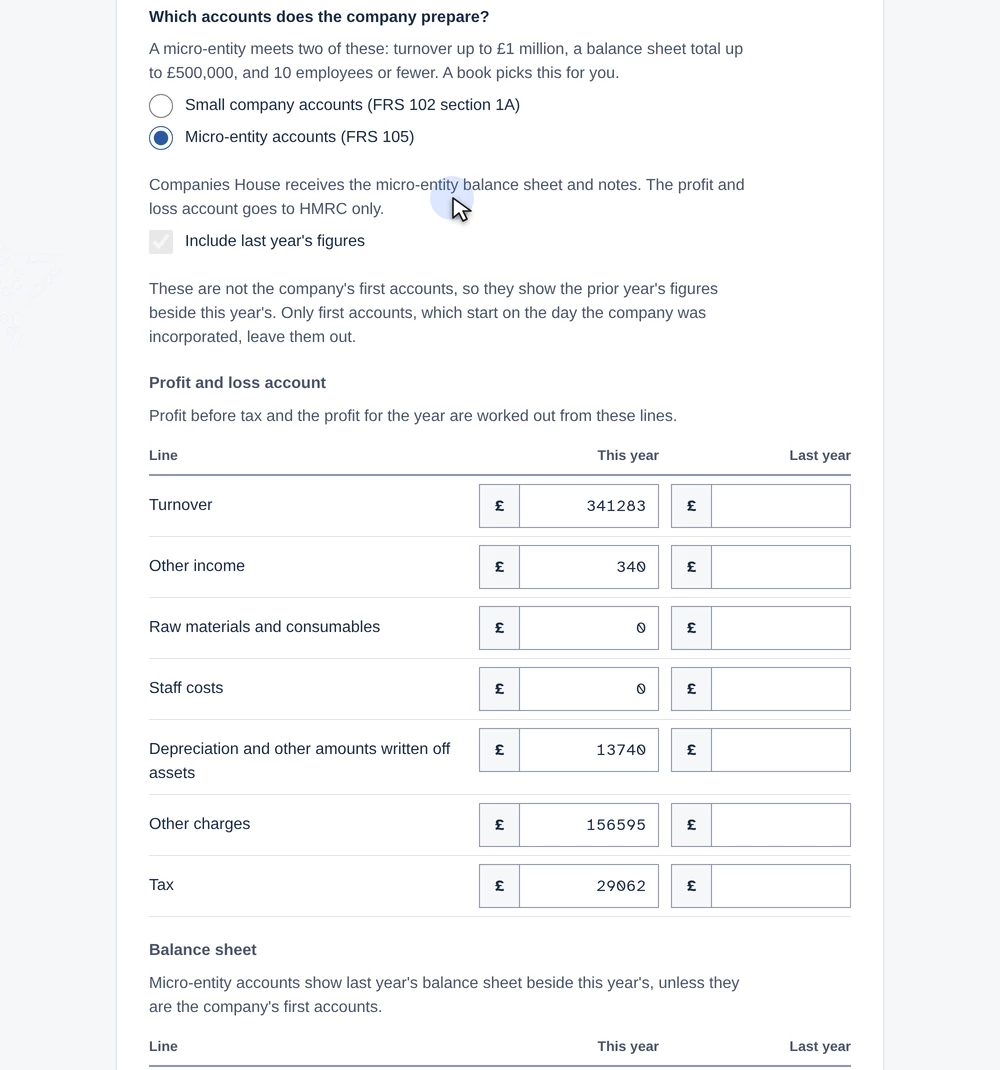 Which accounts does the company prepare?
A micro-entity meets two of these: turnover up to £1 million, a balance sheet total up
to £500,000, and 10 employees or fewer. A book picks this for you.
Small company accounts (FRS 102 section 1A)
Micro-entity accounts (FRS 105)
Companies House receives the micro-entity balance sheet and notes. The profit and
loss account goes to HMRC only.
Include last year's figures
These are not the company's first accounts, so they show the prior year's figures
beside this year's. Only first accounts, which start on the day the company was
incorporated, leave them out.
Profit and loss account
Profit before tax and the profit for the year are worked out from these lines.
Line This year Last year
Turnover £ 341283 £
Other income £ 340 £
Raw materials and consumables £ 0 £
Staff costs £ 0 £
Depreciation and other amounts written off £ 13740 £
assets
Other charges £ 156595 £
Tax £ 29062 £
Balance sheet
Micro-entity accounts show last year's balance sheet beside this year's, unless they
are the company's first accounts.
Line This year Last year